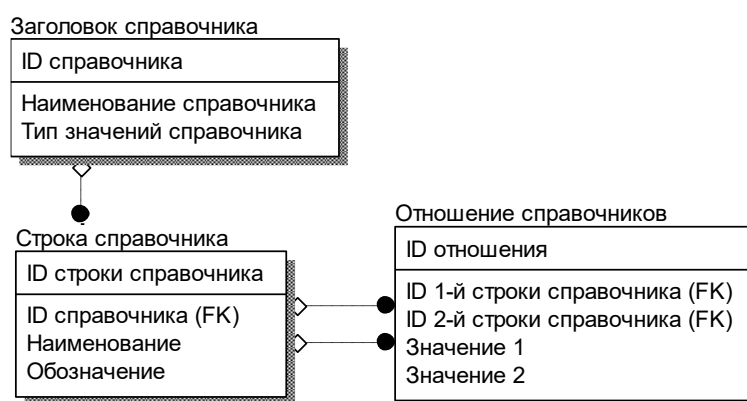 Заголовок справочника
ID справочника
Наименование справочника
Тип значений справочника
Строка справочника
ID строки справочника
ID справочника (FK)
Наименование
Обозначение
Отношение справочников
ID отношения
ID 1-й строки справочника (FK)
ID 2-й строки справочника (FK)
Значение 1
Значение 2